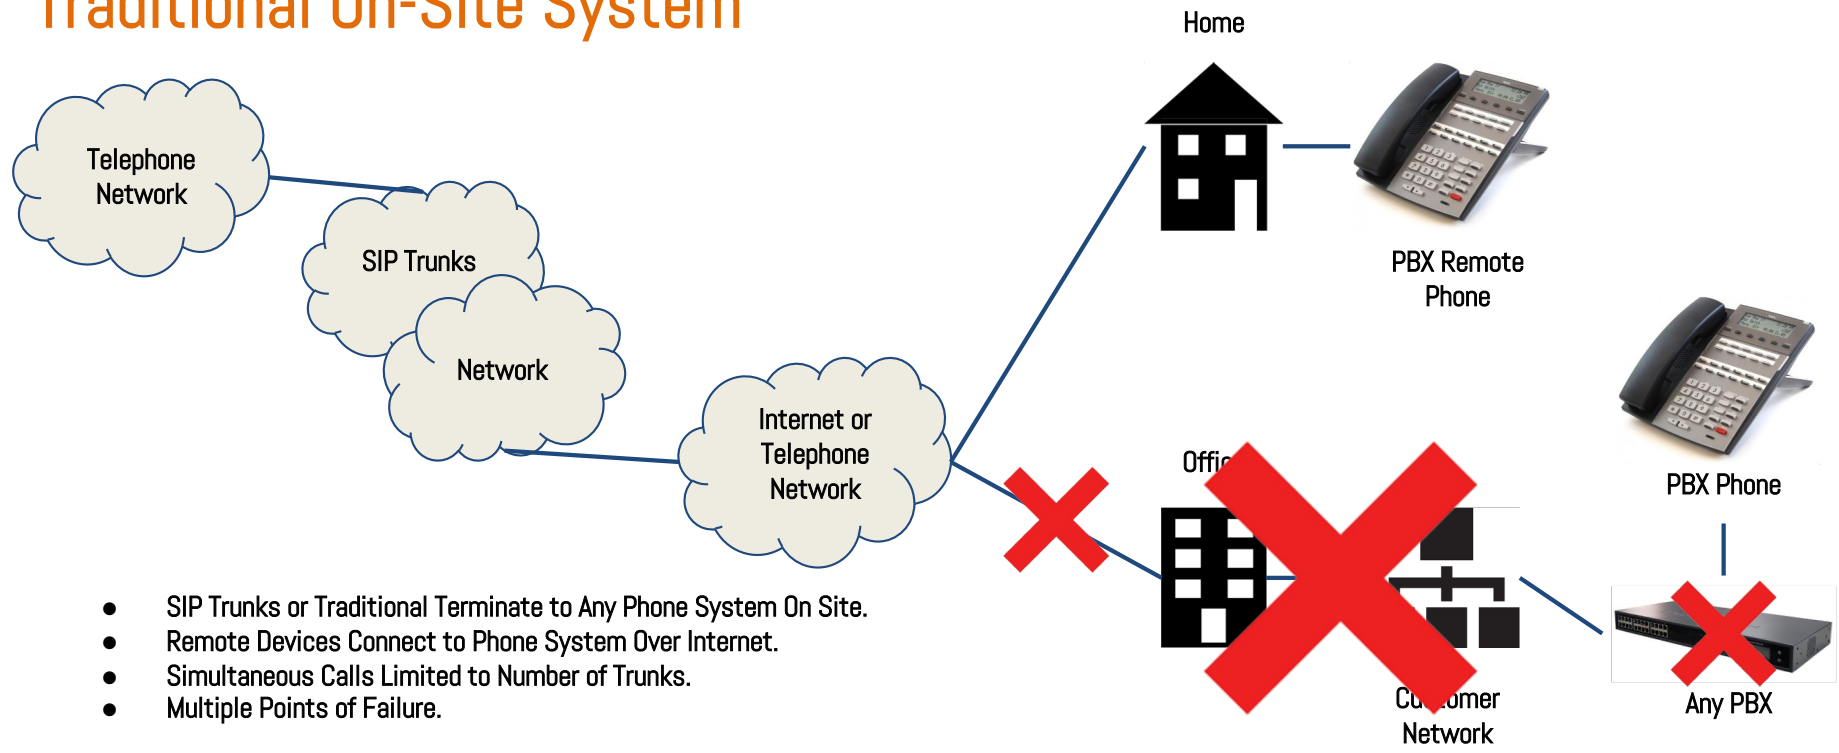 Traditional On-Site System
Home
Telephone
Network
SIP Trunks
PBX Remote
Phone
Network
Internet or
Telephone
Network
Offic
PBX Phone
SIP Trunks or Traditional Terminate to Any Phone System On Site.
Remote Devices Connect to Phone System Over Internet.
Simultaneous Calls Limited to Number of Trunks.
Multiple Points of Failure.
Customer
Network
Any PBX